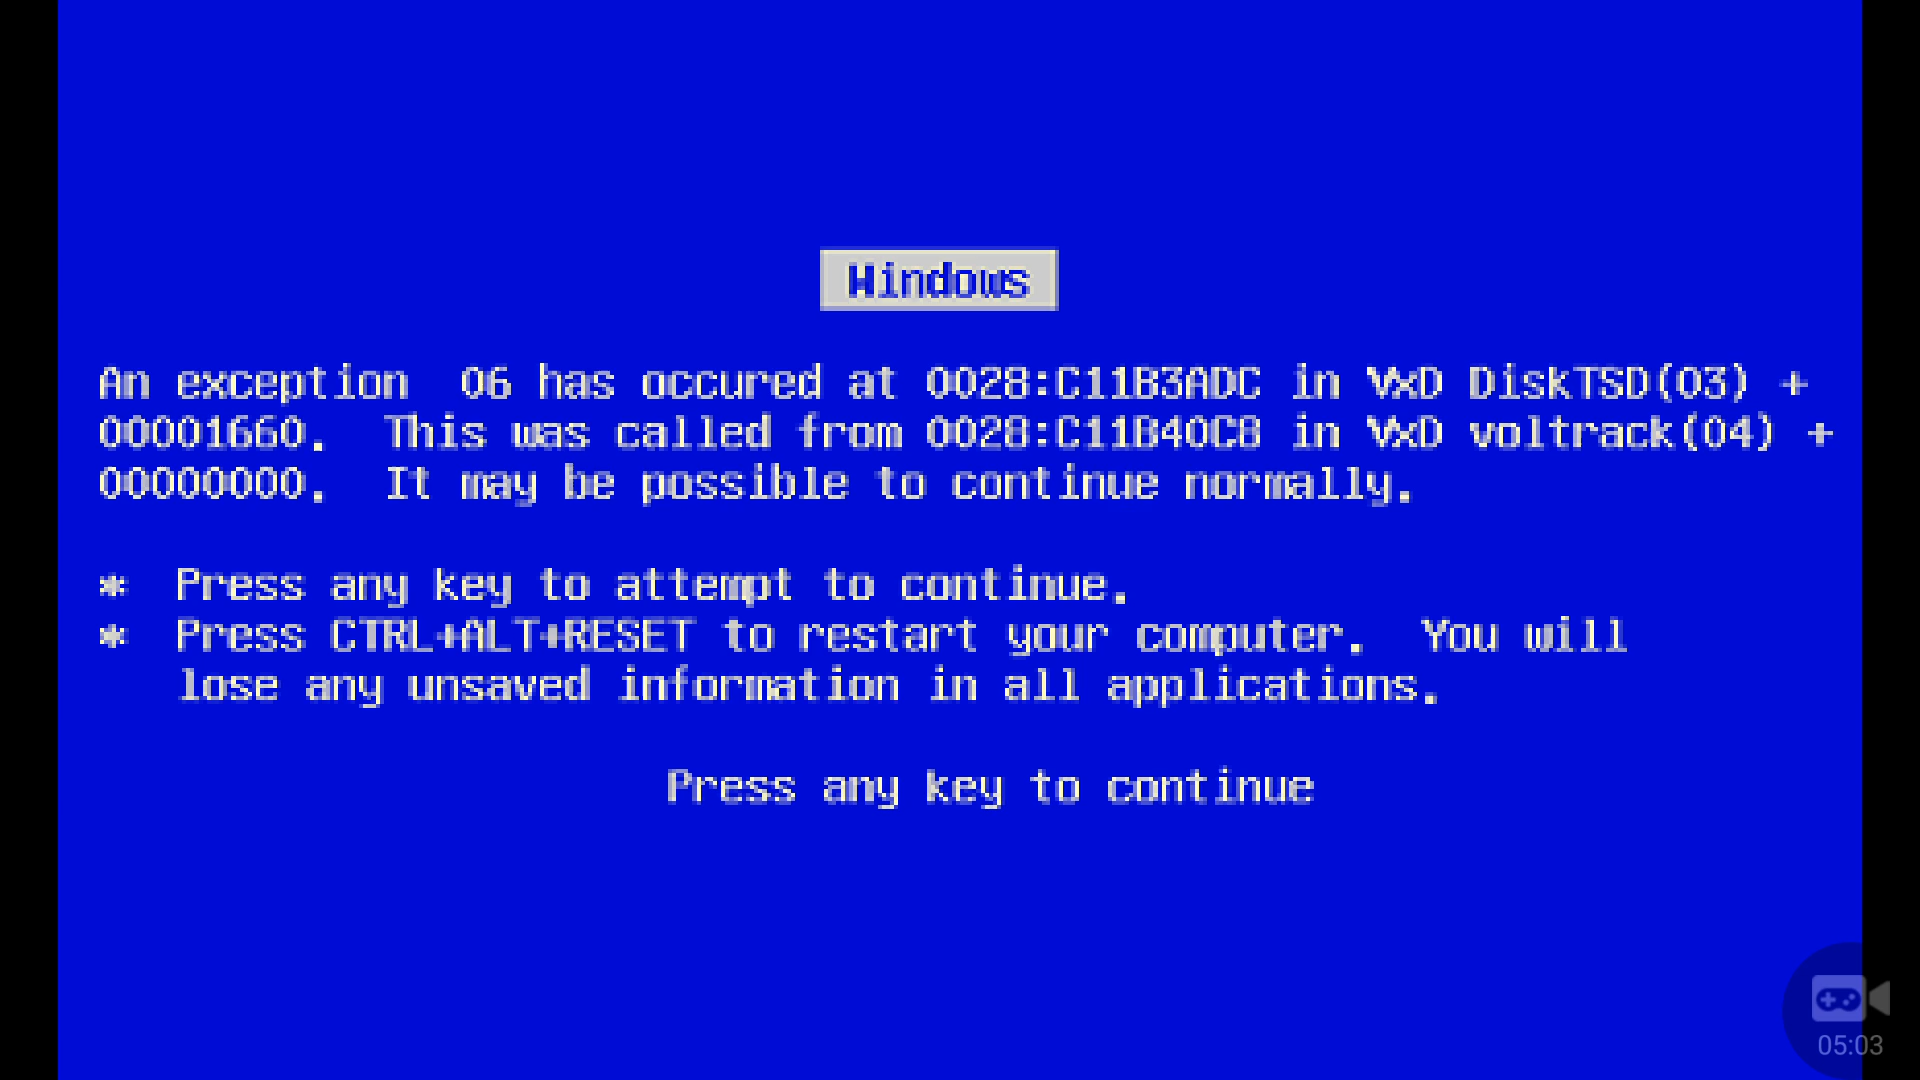 Windows
An exception  06 has occured at 0028:C11B3ADC in VxD DiskTSD(03) +
00001660.  This was called from 0028:C11B40C8 in VxD voltrack(04) +
00000000.  It may be possible to continue normally.
*  Press any key to attempt to continue.
*  Press CTRL+ALT+RESET to restart your computer.  You will
   lose any unsaved information in all applications.
Press any key to continue
05:03